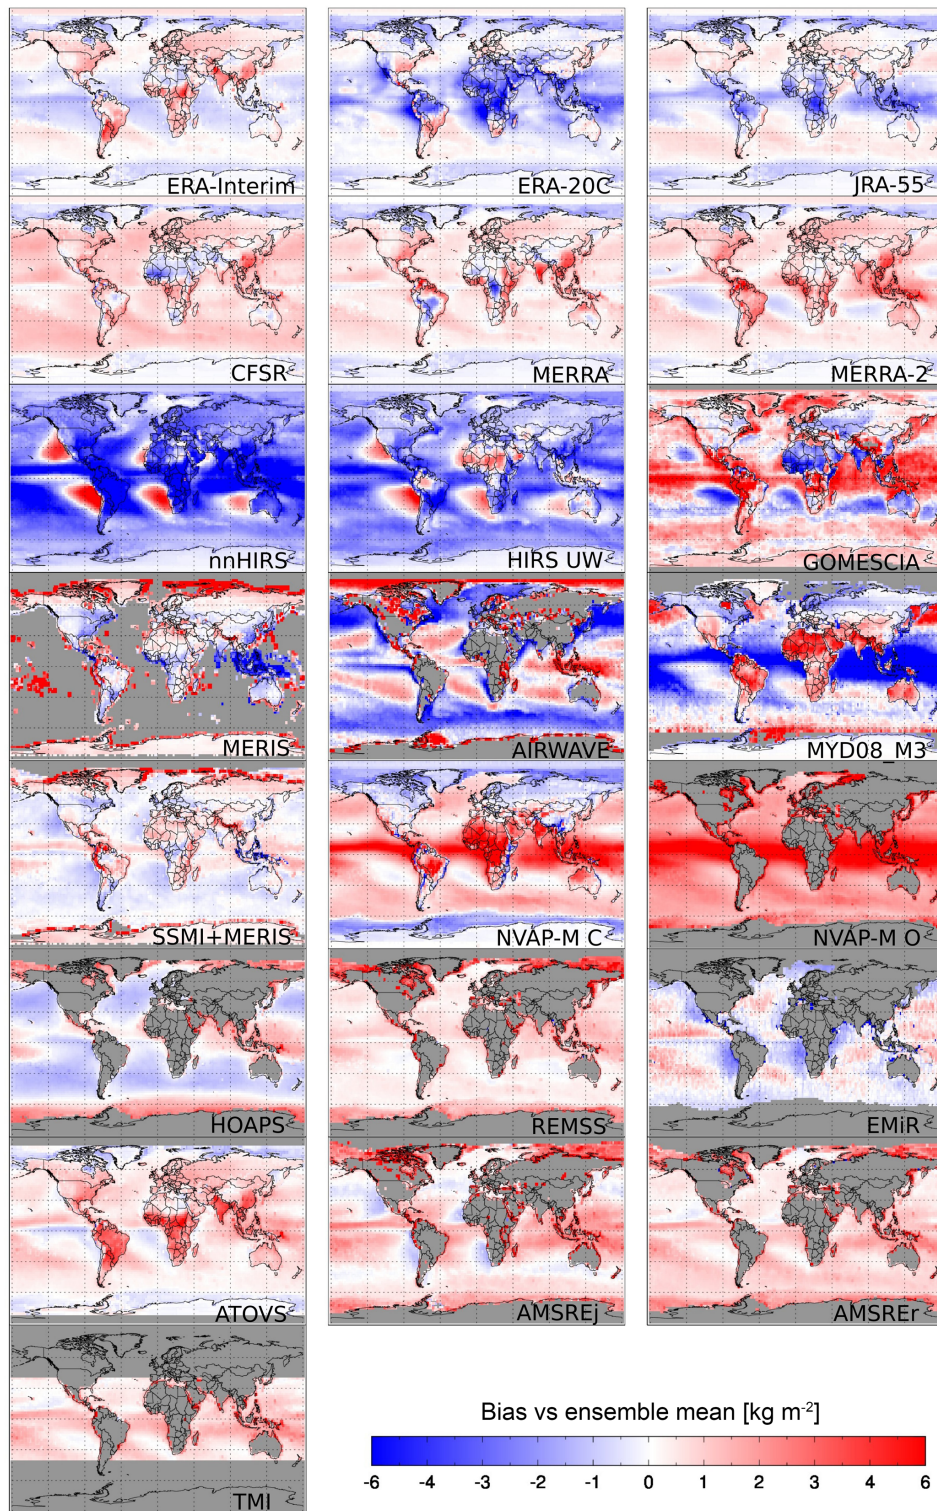 ERA-Interim
ERA-20C
JRA-55
CFSR
MERRA
MERRA-2
nnHIRS
HIRS UW
GOMESCIA
MERIS
AIRWAVE
MYD08_M3
SSMI+MERIS
NVAP-M C
NVAP-M O
HOAPS
REMSS
EMiR
ATOVS
AMSREj
AMSREr
TMI
Bias vs ensemble mean [kg m⁻²]
-6 -4 -2 -1 0 1 2 4 6